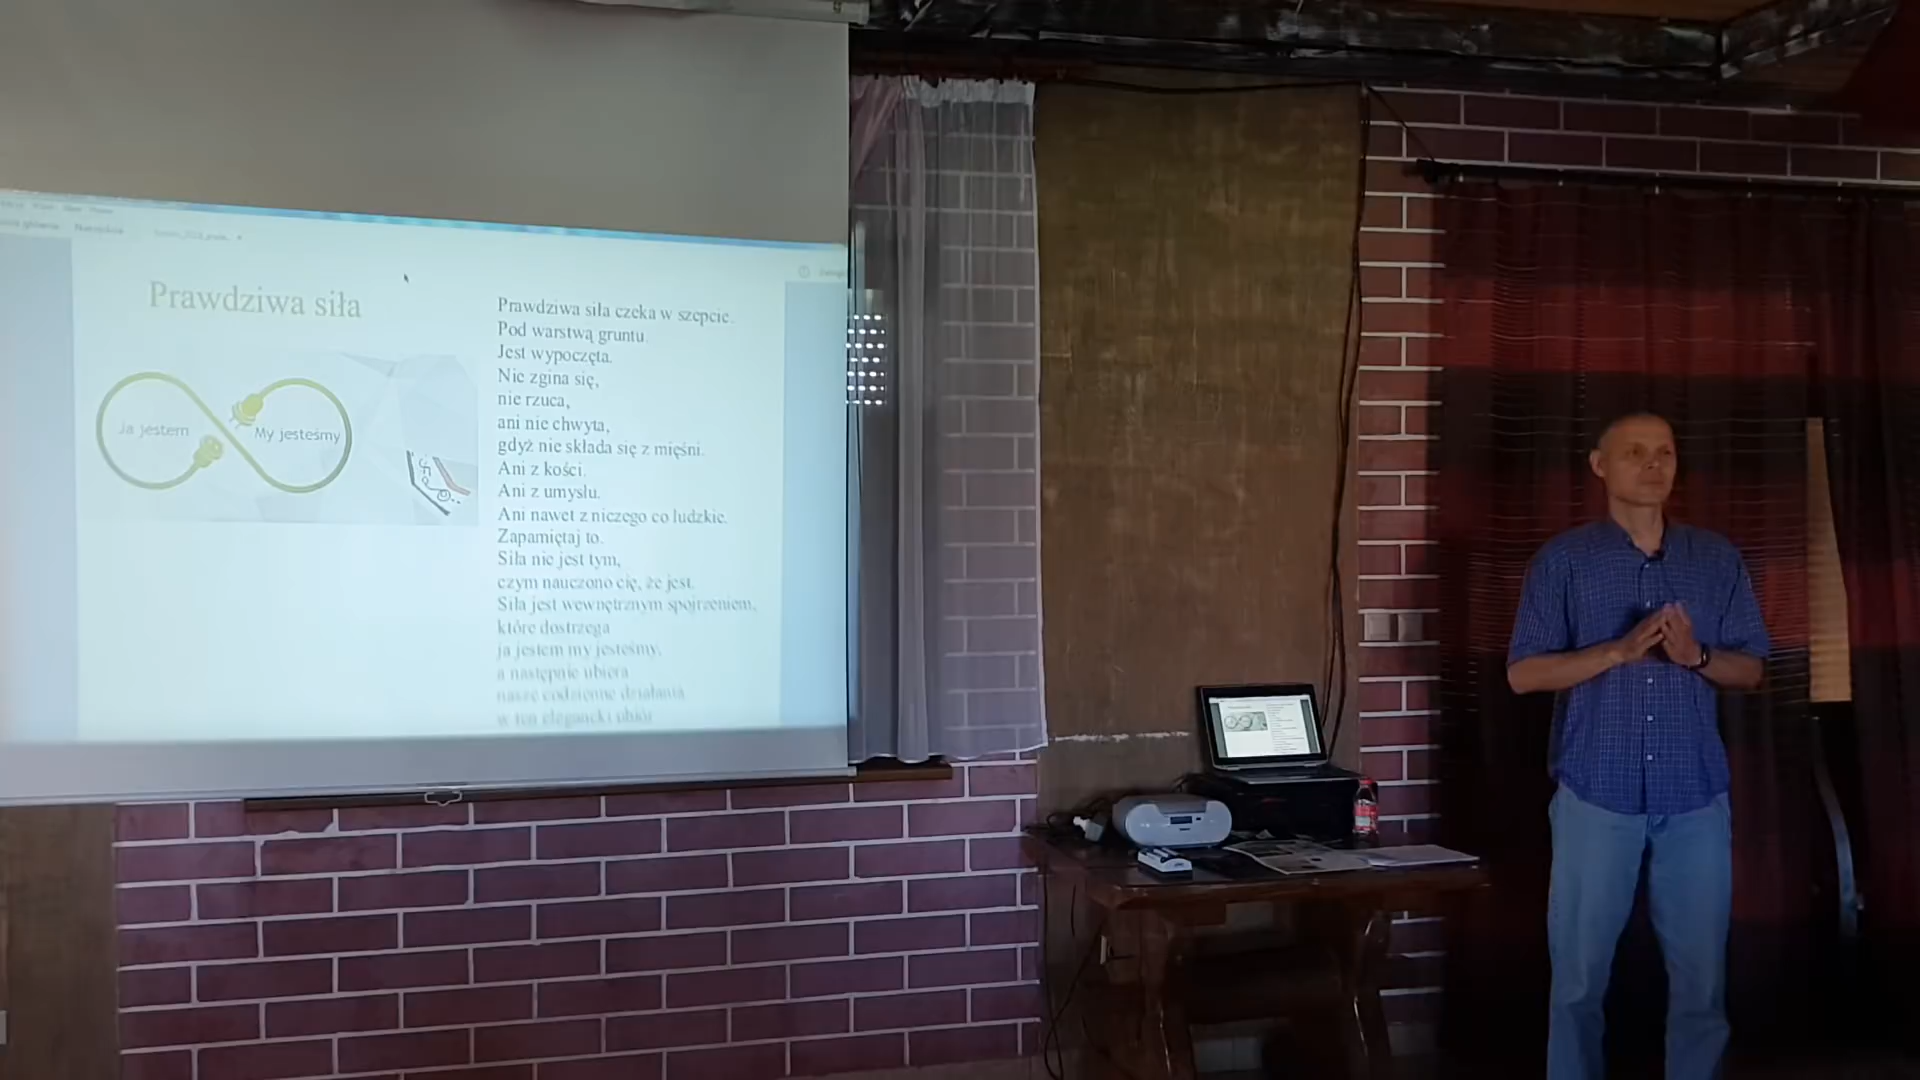 Prawdziwa siła
Ja jestem
My jesteśmy
Prawdziwa siła czeka w szepcie.
Pod warstwą gruntu.
Jest wypoczęta.
Nie zgina się,
nie rzuca,
ani nie chwyta,
gdyż nie składa się z mięśni.
Ani z kości.
Ani z umysłu.
Ani nawet z niczego co ludzkie.
Zapamiętaj to.
Siła nie jest tym,
czym nauczono cię, że jest.
Siła jest wewnętrznym spojrzeniem,
które dostrzega
ja jestem my jesteśmy,
a następnie ubiera
nasze codzienne działania
w ten elegancki ubiór